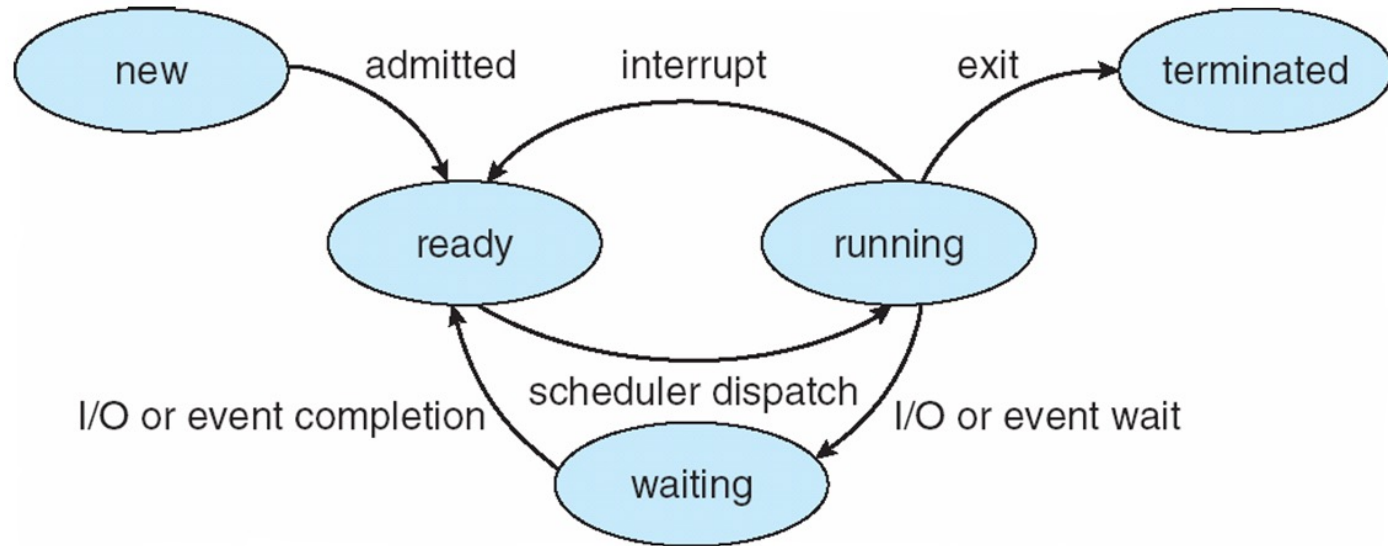 new
admitted
interrupt
exit
terminated
ready
running
scheduler dispatch
I/O or event completion
I/O or event wait
waiting